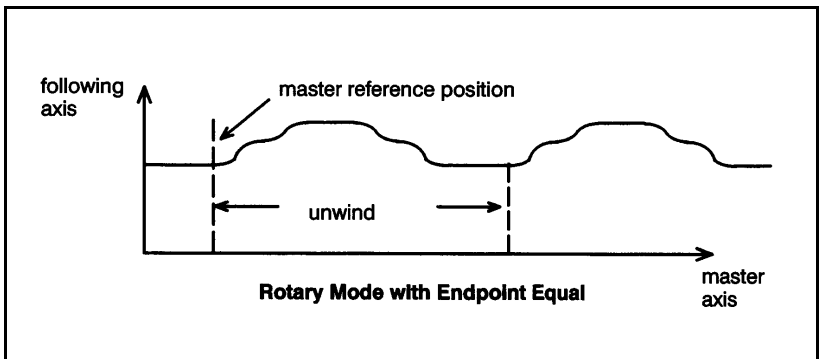 following
axis
master reference position
unwind
master
axis
Rotary Mode with Endpoint Equal